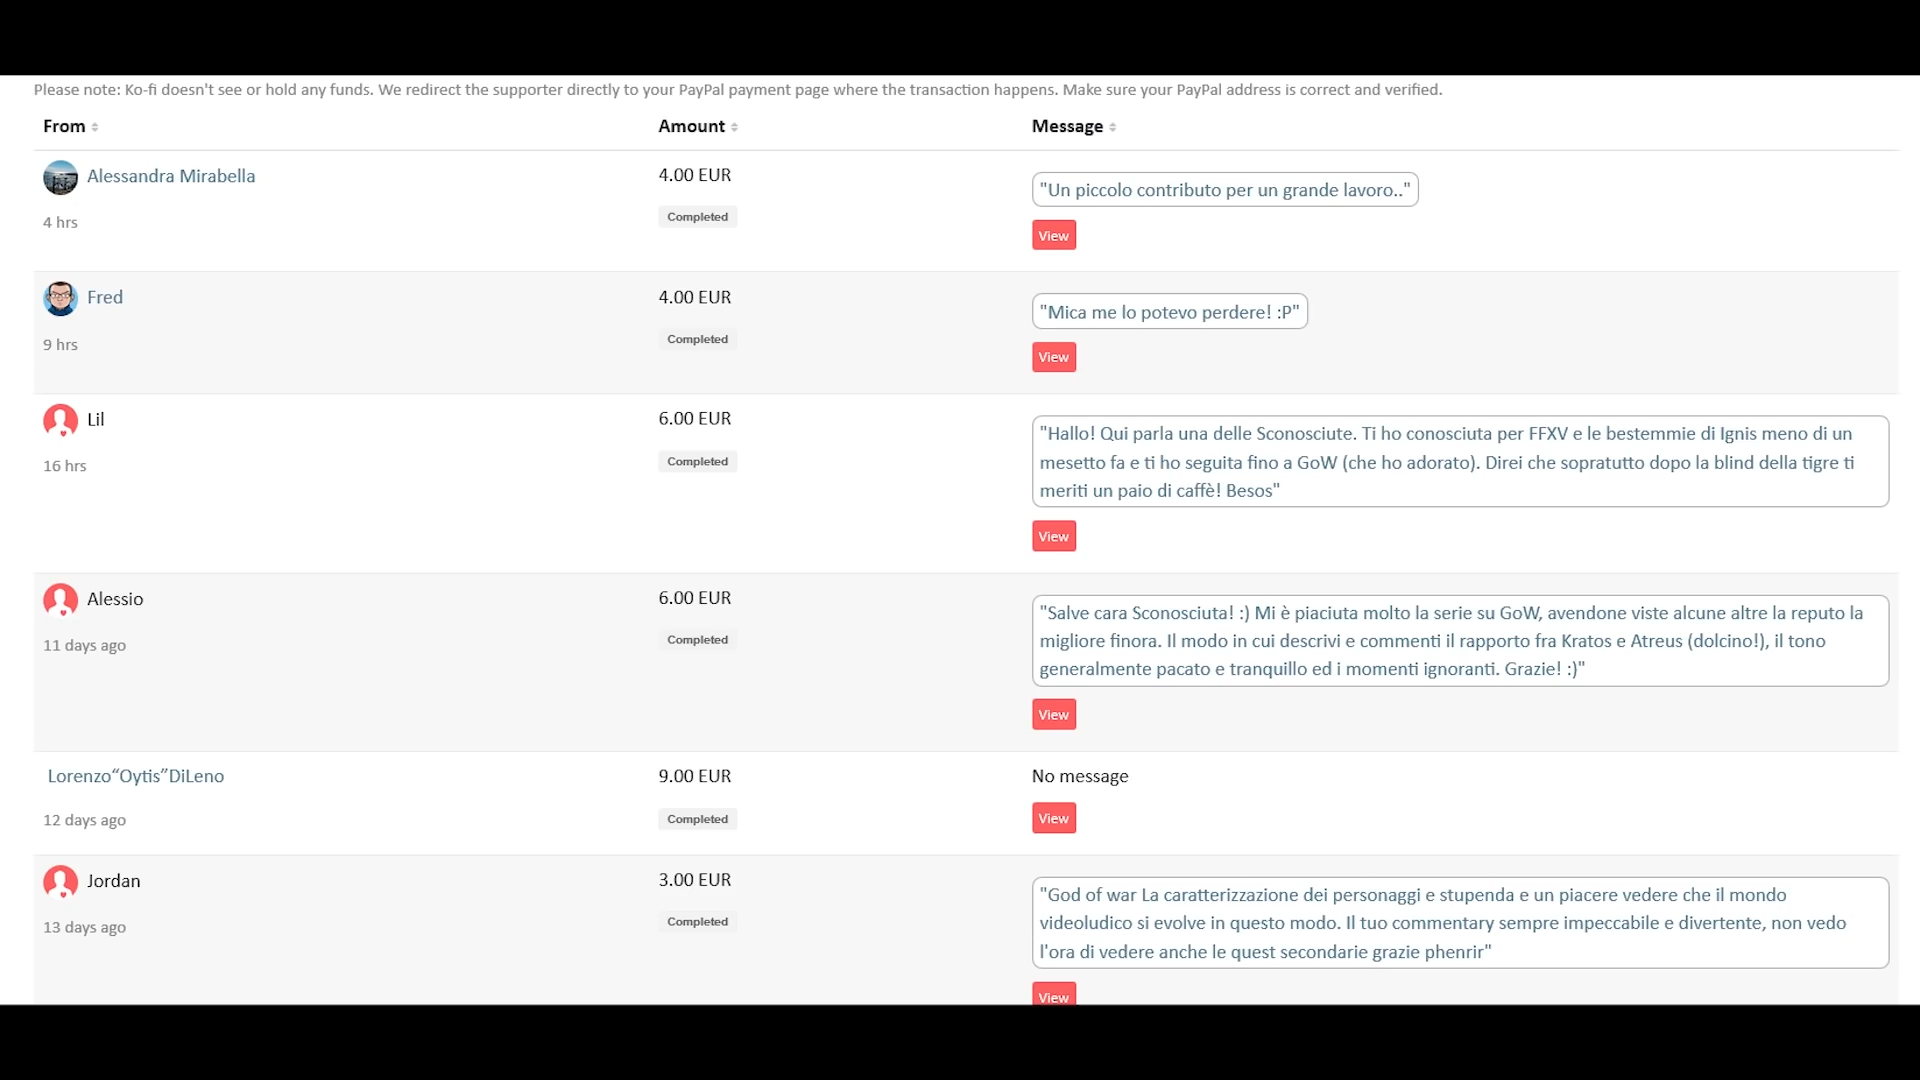 Please note: Ko-fi doesn't see or hold any funds. We redirect the supporter directly to your PayPal payment page where the transaction happens. Make sure your PayPal address is correct and verified.
From Amount Message
Alessandra Mirabella 4.00 EUR "Un piccolo contributo per un grande lavoro.."
4 hrs Completed View
Fred 4.00 EUR "Mica me lo potevo perdere! :P"
9 hrs Completed View
Lil 6.00 EUR "Hallo! Qui parla una delle Sconosciute. Ti ho conosciuta per FFXV e le bestemmie di Ignis meno di un
16 hrs Completed mesetto fa e ti ho seguita fino a GoW (che ho adorato). Direi che sopratutto dopo la blind della tigre ti
meriti un paio di caffè! Besos"
View
Alessio 6.00 EUR "Salve cara Sconosciuta! :) Mi è piaciuta molto la serie su GoW, avendone viste alcune altre la reputo la
11 days ago Completed migliore finora. Il modo in cui descrivi e commenti il rapporto fra Kratos e Atreus (dolcino!), il tono
generalmente pacato e tranquillo ed i momenti ignoranti. Grazie! :)"
View
Lorenzo“Oytis”DiLeno 9.00 EUR No message
12 days ago Completed View
Jordan 3.00 EUR "God of war La caratterizzazione dei personaggi e stupenda e un piacere vedere che il mondo
13 days ago Completed videoludico si evolve in questo modo. Il tuo commentary sempre impeccabile e divertente, non vedo
l'ora di vedere anche le quest secondarie grazie phenrir"
View